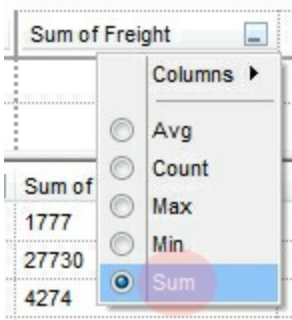 Sum of Freight
Columns
Avg
Count
Sum of
Max
1777
Min
27730
Sum
4274